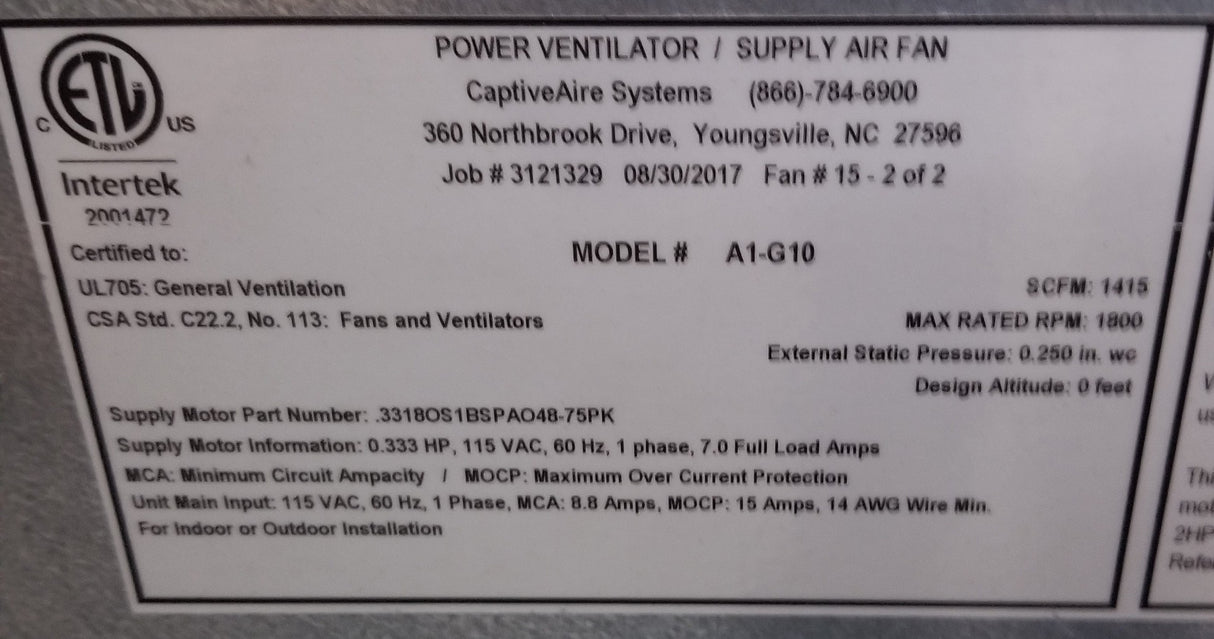 POWER VENTILATOR / SUPPLY AIR FAN
CaptiveAire Systems (866)-784-6900
360 Northbrook Drive, Youngsville, NC 27596
Job # 3121329 08/30/2017 Fan # 15 - 2 of 2
ETL
C US
LISTED
Intertek
2001472
Certified to:
MODEL # A1-G10
UL705: General Ventilation
SCFM: 1415
CSA Std. C22.2, No. 113: Fans and Ventilators
MAX RATED RPM: 1800
External Static Pressure: 0.250 in. wc
Design Altitude: 0 feet
Supply Motor Part Number: .3318OS1BSPAO48-75PK
Supply Motor Information: 0.333 HP, 115 VAC, 60 Hz, 1 phase, 7.0 Full Load Amps
MCA: Minimum Circuit Ampacity / MOCP: Maximum Over Current Protection
Unit Main Input: 115 VAC, 60 Hz, 1 Phase, MCA: 8.8 Amps, MOCP: 15 Amps, 14 AWG Wire Min.
For Indoor or Outdoor Installation
2HP